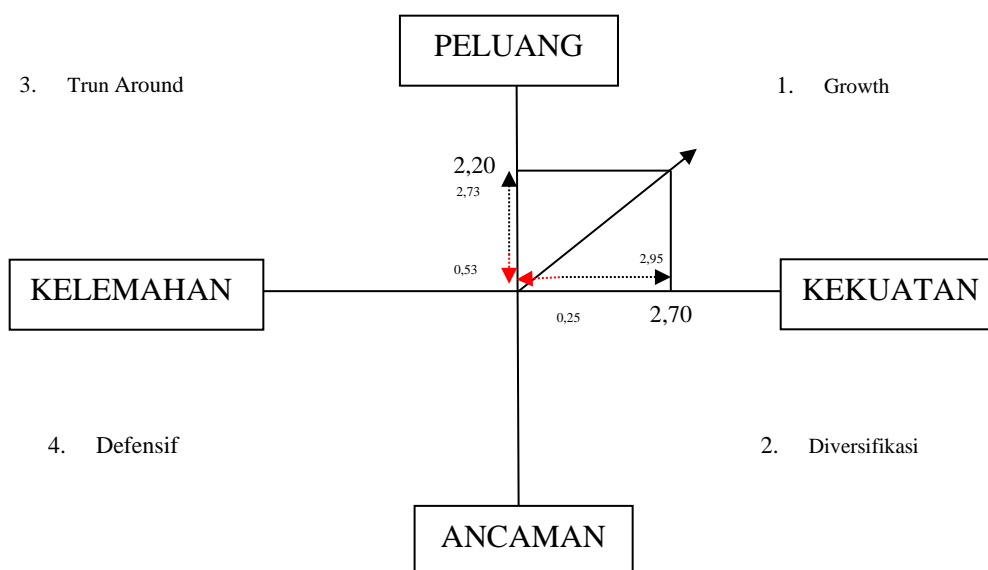 PELUANG
3. Trun Around
1. Growth
2,20
2,73
0,53
2,95
KELEMAHAN
KEKUATAN
0,25
2,70
4. Defensif
2. Diversifikasi
ANCAMAN